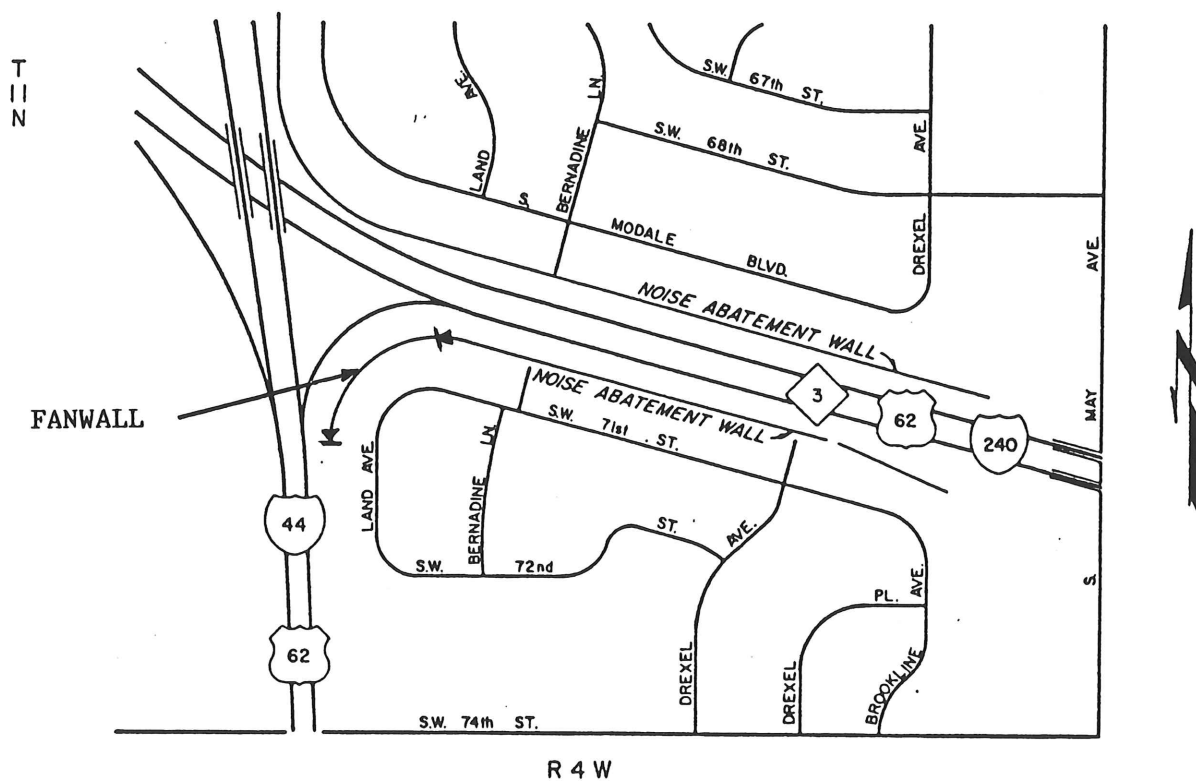 T
11
N
AVE.
LAND
S
BERNADINE LN.
S.W. 67th ST.
S.W. 68th ST.
DREXEL AVE.
MODALE BLVD.
NOISE ABATEMENT WALL
NOISE ABATEMENT WALL
3
62
240
S. MAY AVE.
FANWALL
LAND AVE.
BERNADINE LN.
S.W. 71st . ST.
44
S.W. 72nd ST.
DREXEL AVE.
PL.
62
DREXEL
BROOKLINE AVE.
S.W. 74th ST.
R 4 W